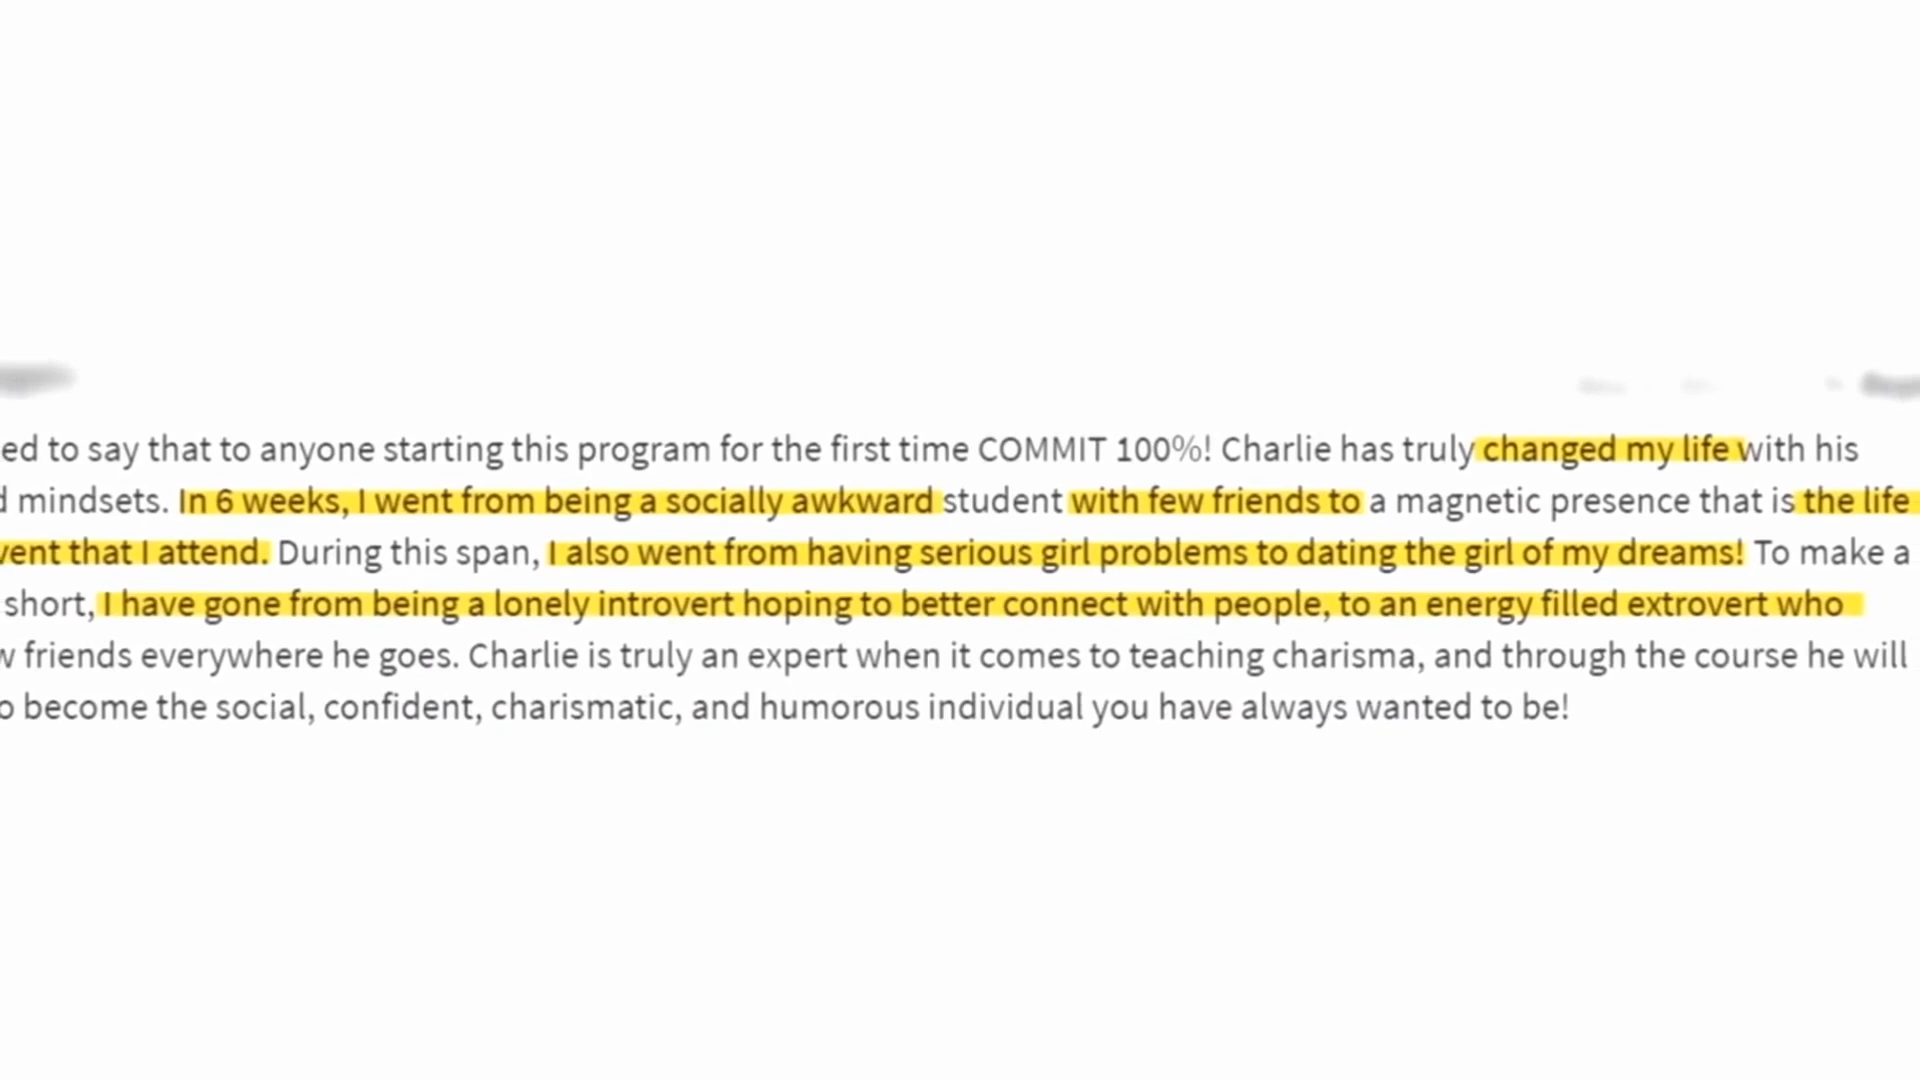 ed to say that to anyone starting this program for the first time COMMIT 100%! Charlie has truly changed my life with his
mindsets. In 6 weeks, I went from being a socially awkward student with few friends to a magnetic presence that is the life
vent that I attend. During this span, I also went from having serious girl problems to dating the girl of my dreams! To make a
short, I have gone from being a lonely introvert hoping to better connect with people, to an energy filled extrovert who
w friends everywhere he goes. Charlie is truly an expert when it comes to teaching charisma, and through the course he will
o become the social, confident, charismatic, and humorous individual you have always wanted to be!